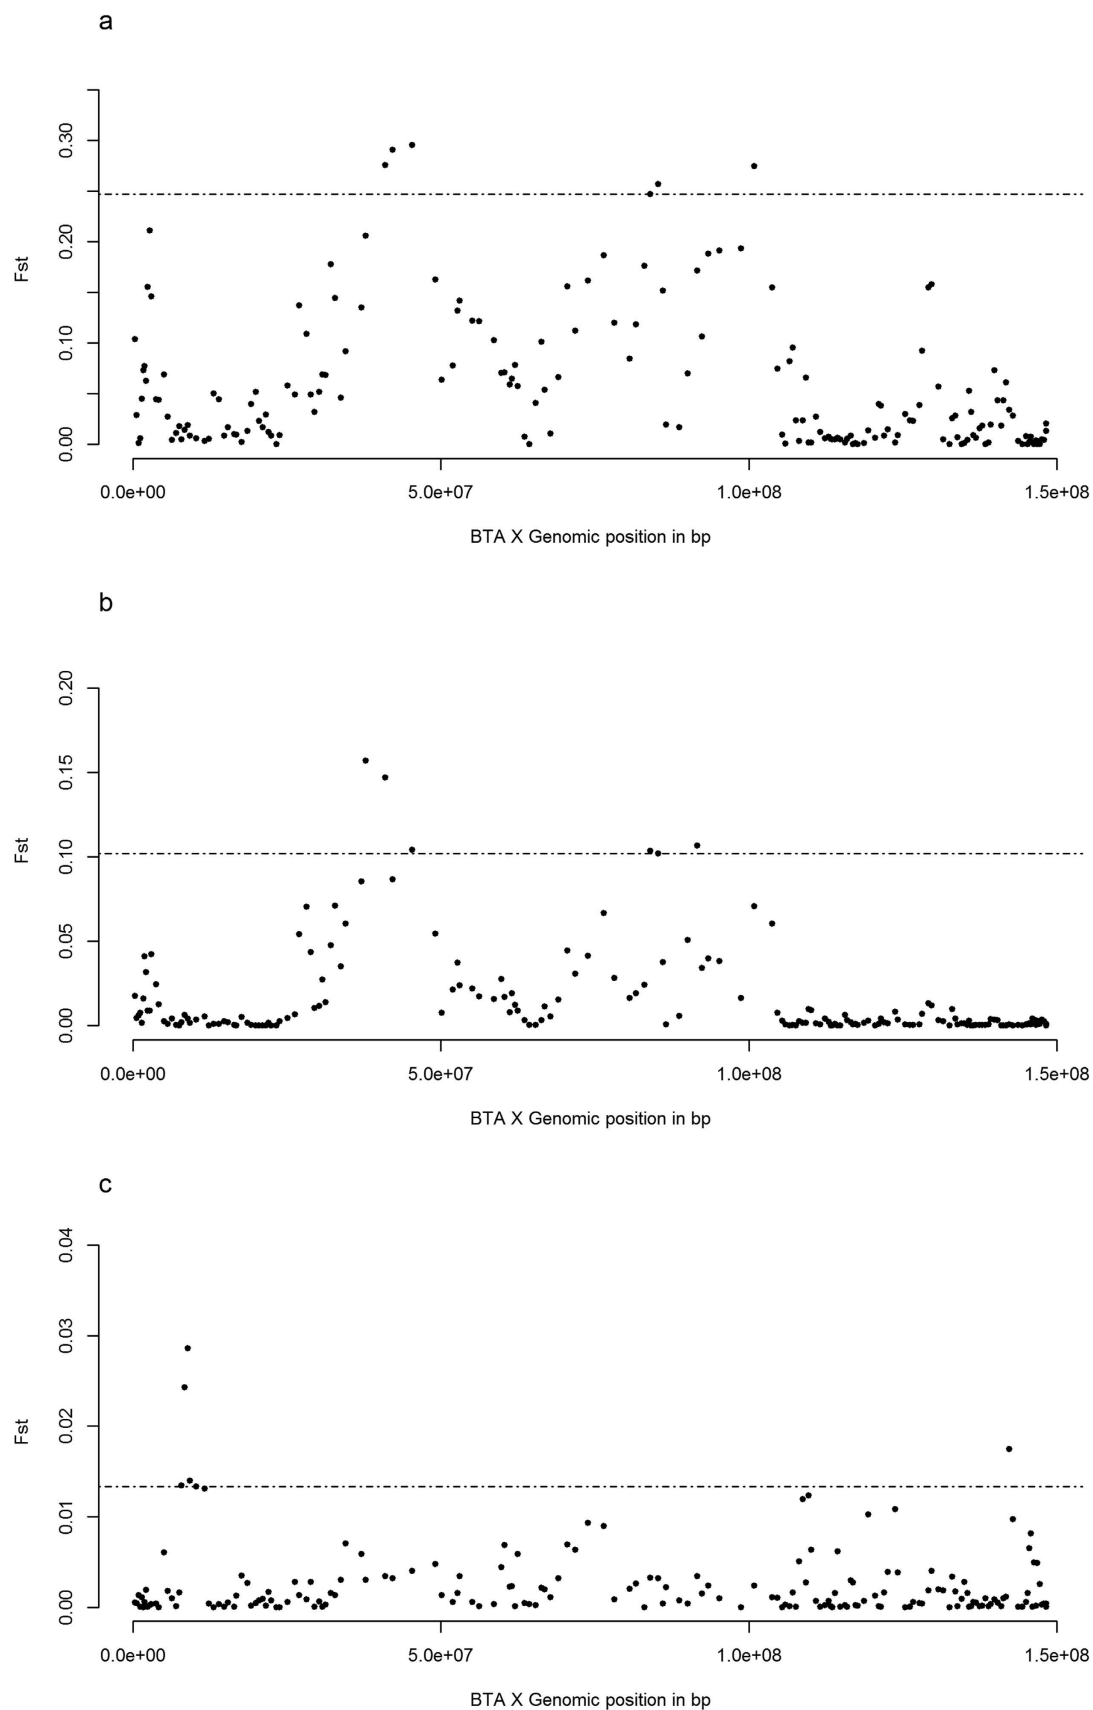 a
0.30
0.20
0.10
0.00
Fst
0.0e+00 5.0e+07 1.0e+08 1.5e+08
BTA X Genomic position in bp
b
0.20
0.15
0.10
0.05
0.00
Fst
0.0e+00 5.0e+07 1.0e+08 1.5e+08
BTA X Genomic position in bp
c
0.04
0.03
0.02
0.01
0.00
Fst
0.0e+00 5.0e+07 1.0e+08 1.5e+08
BTA X Genomic position in bp